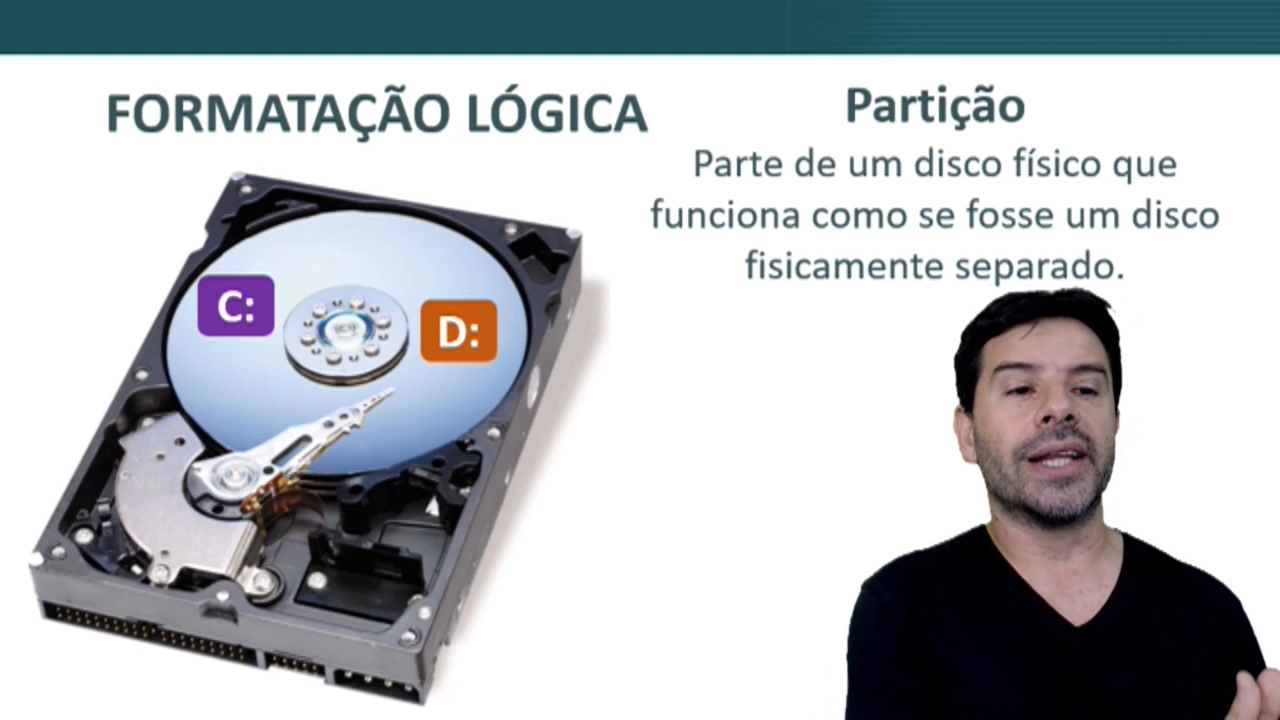 FORMATAÇÃO LÓGICA
Partição
Parte de um disco físico que
funciona como se fosse um disco
fisicamente separado.
C:
D: